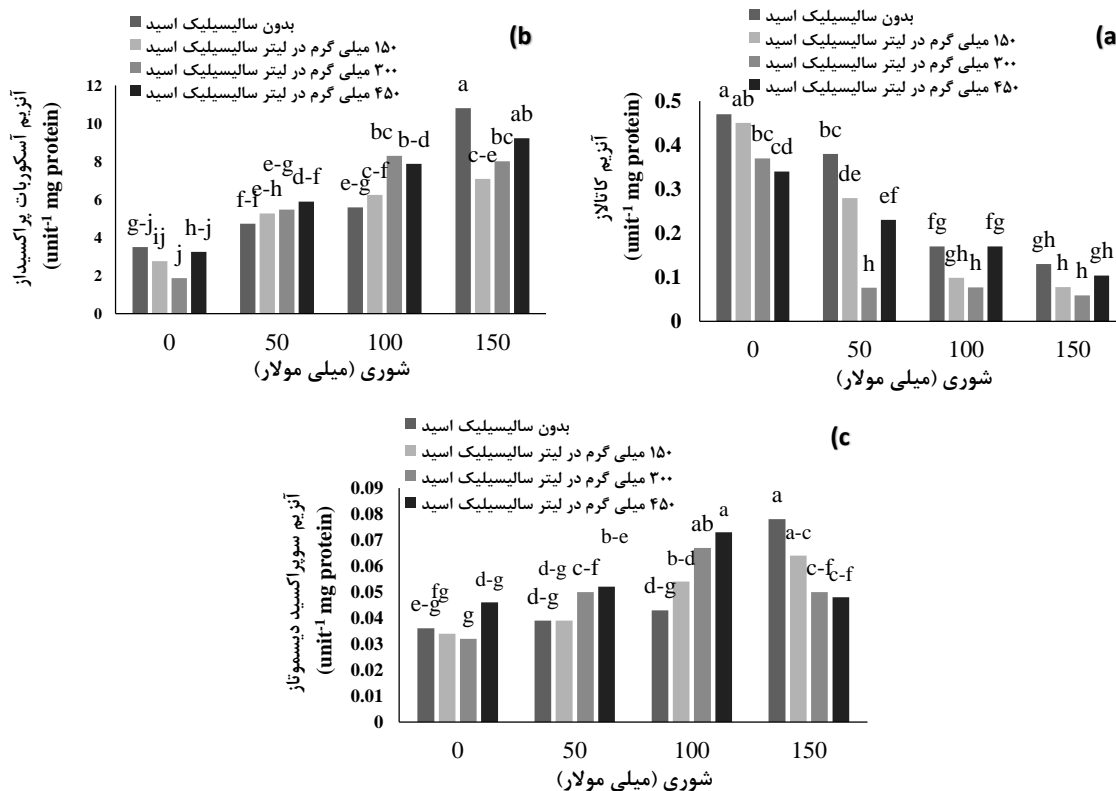 (b
بدون سالیسیلیک اسید
۱۵۰ میلی گرم در لیتر سالیسیلیک اسید
۳۰۰ میلی گرم در لیتر سالیسیلیک اسید
۴۵۰ میلی گرم در لیتر سالیسیلیک اسید
آنزیم آسکوربات پراکسیداز
(unit-1 mg protein)
12
10
8
6
4
2
0
g-j ij j h-j
e-h e-g d-f
e-g c-f bc b-d
a c-e bc ab
0 50 100 150
شوری (میلی مولار)
(a
بدون سالیسیلیک اسید
۱۵۰ میلی گرم در لیتر سالیسیلیک اسید
۳۰۰ میلی گرم در لیتر سالیسیلیک اسید
۴۵۰ میلی گرم در لیتر سالیسیلیک اسید
آنزیم کاتالاز
(unit-1 mg protein)
0.5
0.4
0.3
0.2
0.1
0
a ab bc cd
bc de h ef
fg gh h fg
gh h h gh
0 50 100 150
شوری (میلی مولار)
(c
بدون سالیسیلیک اسید
۱۵۰ میلی گرم در لیتر سالیسیلیک اسید
۳۰۰ میلی گرم در لیتر سالیسیلیک اسید
۴۵۰ میلی گرم در لیتر سالیسیلیک اسید
آنزیم سوپراکسید دیسموتاز
(unit-1 mg protein)
0.09
0.08
0.07
0.06
0.05
0.04
0.03
0.02
0.01
0
e-g fg g d-g
d-g d-g c-f b-e
d-g b-d ab a
a a-c c-f c-f
0 50 100 150
شوری (میلی مولار)